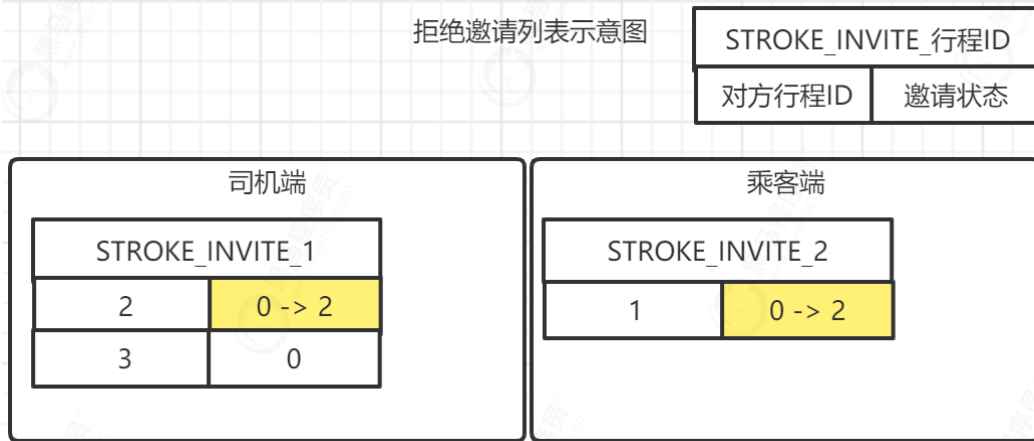 拒绝邀请列表示意图
STROKE_INVITE_行程ID
对方行程ID 邀请状态
司机端
STROKE_INVITE_1
2 0 -> 2
3 0
乘客端
STROKE_INVITE_2
1 0 -> 2